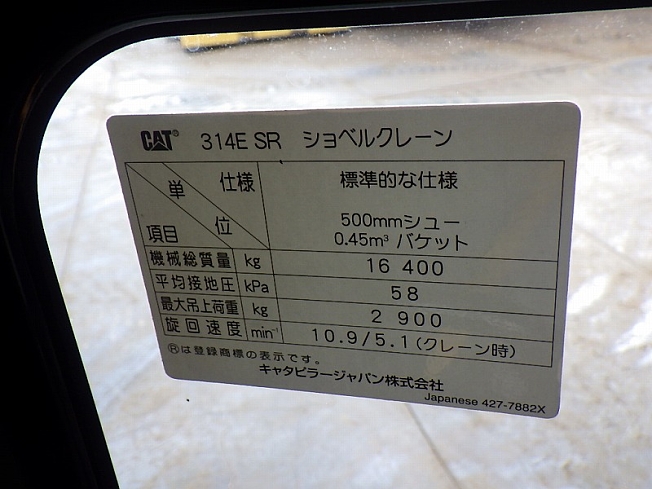 CAT® 314E SR ショベルクレーン
仕様 標準的な仕様
単位 500mmシュー
項目 0.45m³ バケット
機械総質量 kg 16 400
平均接地圧 kPa 58
最大吊上荷重 kg 2 900
旋回速度 min⁻¹ 10.9/5.1(クレーン時)
®は登録商標の表示です。
キャタピラージャパン株式会社
Japanese 427-7882X